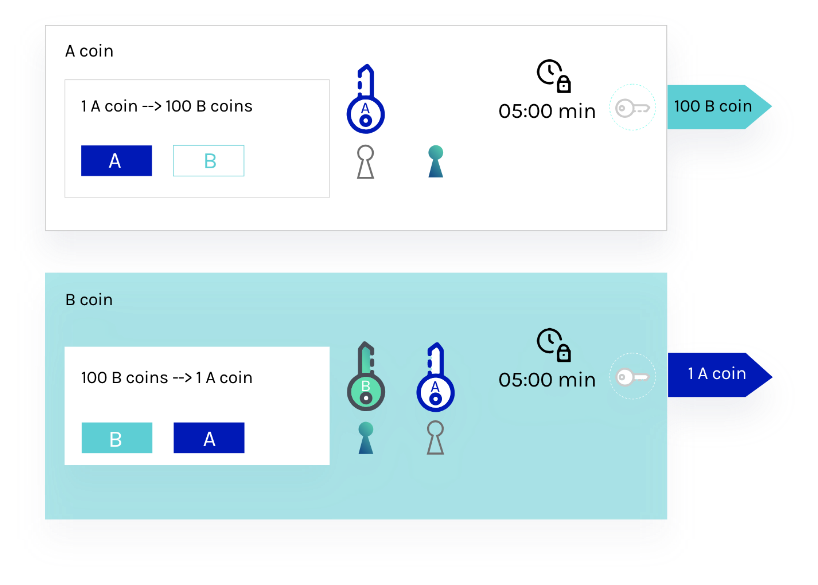 A coin
1 A coin --> 100 B coins
A B
A
05:00 min
100 B coin
B coin
100 B coins --> 1 A coin
B A
B A
05:00 min
1 A coin